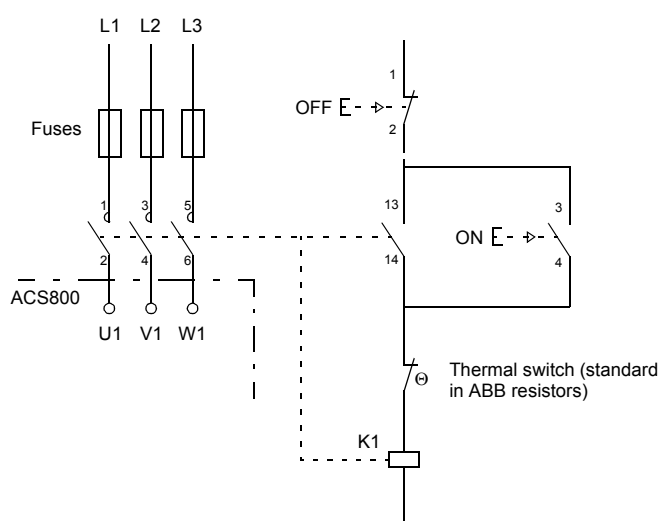 L1 L2 L3
1
OFF
2
Fuses
13
3
1 3 5
ON
2 4 6
14
4
ACS800
U1 V1 W1
Thermal switch (standard
in ABB resistors)
Θ
K1